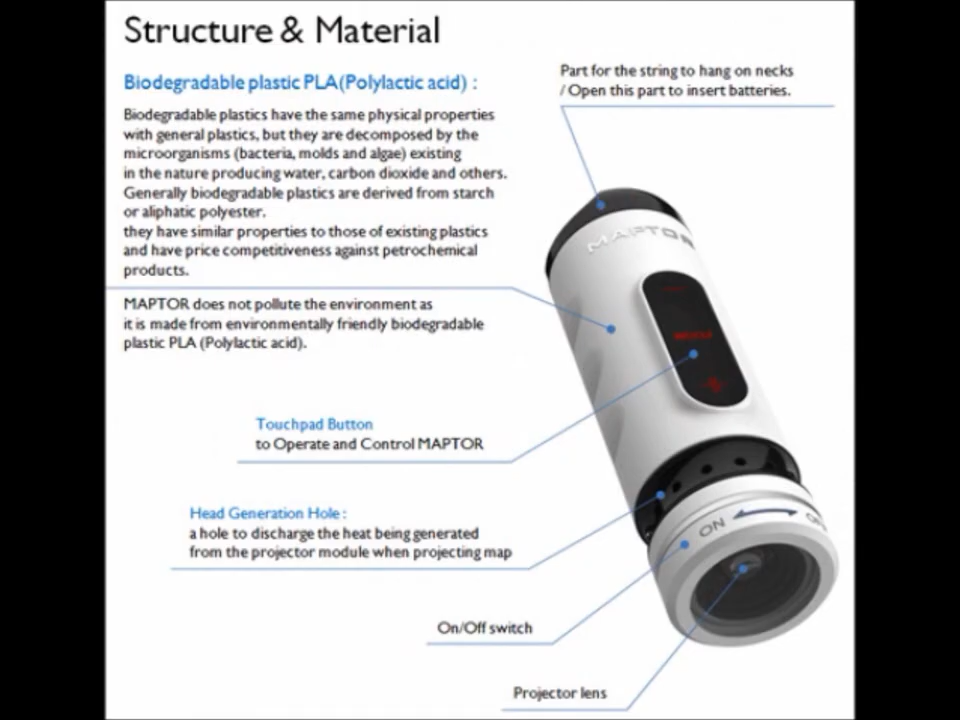 Structure & Material
Biodegradable plastic PLA(Polylactic acid) :
Biodegradable plastics have the same physical properties
with general plastics, but they are decomposed by the
microorganisms (bacteria, molds and algae) existing
in the nature producing water, carbon dioxide and others.
Generally biodegradable plastics are derived from starch
or aliphatic polyester.
they have similar properties to those of existing plastics
and have price competitiveness against petrochemical
products.
MAPTOR does not pollute the environment as
it is made from environmentally friendly biodegradable
plastic PLA (Polylactic acid).
Part for the string to hang on necks
/ Open this part to insert batteries.
MAPTOR
Touchpad Button
to Operate and Control MAPTOR
Head Generation Hole :
a hole to discharge the heat being generated
from the projector module when projecting map
ON
On/Off switch
Projector lens